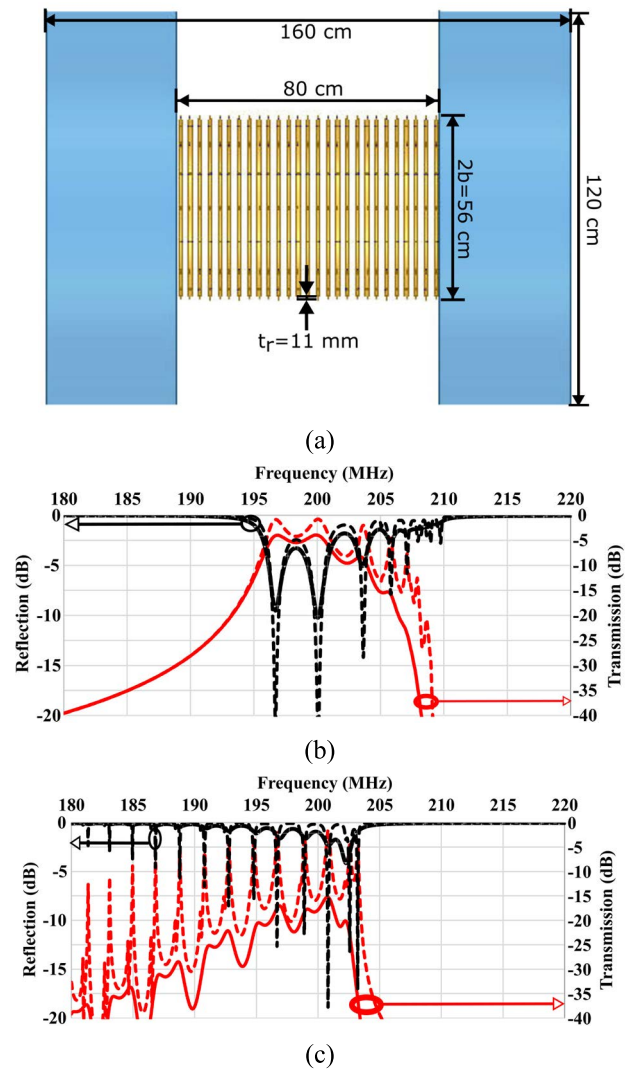 160 cm
80 cm
2b=56 cm
120 cm
tr=11 mm
(a)
Frequency (MHz)
180 190 195 200 205 210 215 220
0 0
-5 -5
-10
-5 -15
-10 -20
-25
-15 -30
-35
-20 -40
Reflection (dB)
Transmission (dB)
(b)
Frequency (MHz)
180 185 190 195 200 205 210 215 220
0 0
-5
-5 -10
-15
-10 -20
-25
-15 -30
-35
-20 -40
Reflection (dB)
Transmission (dB)
(c)